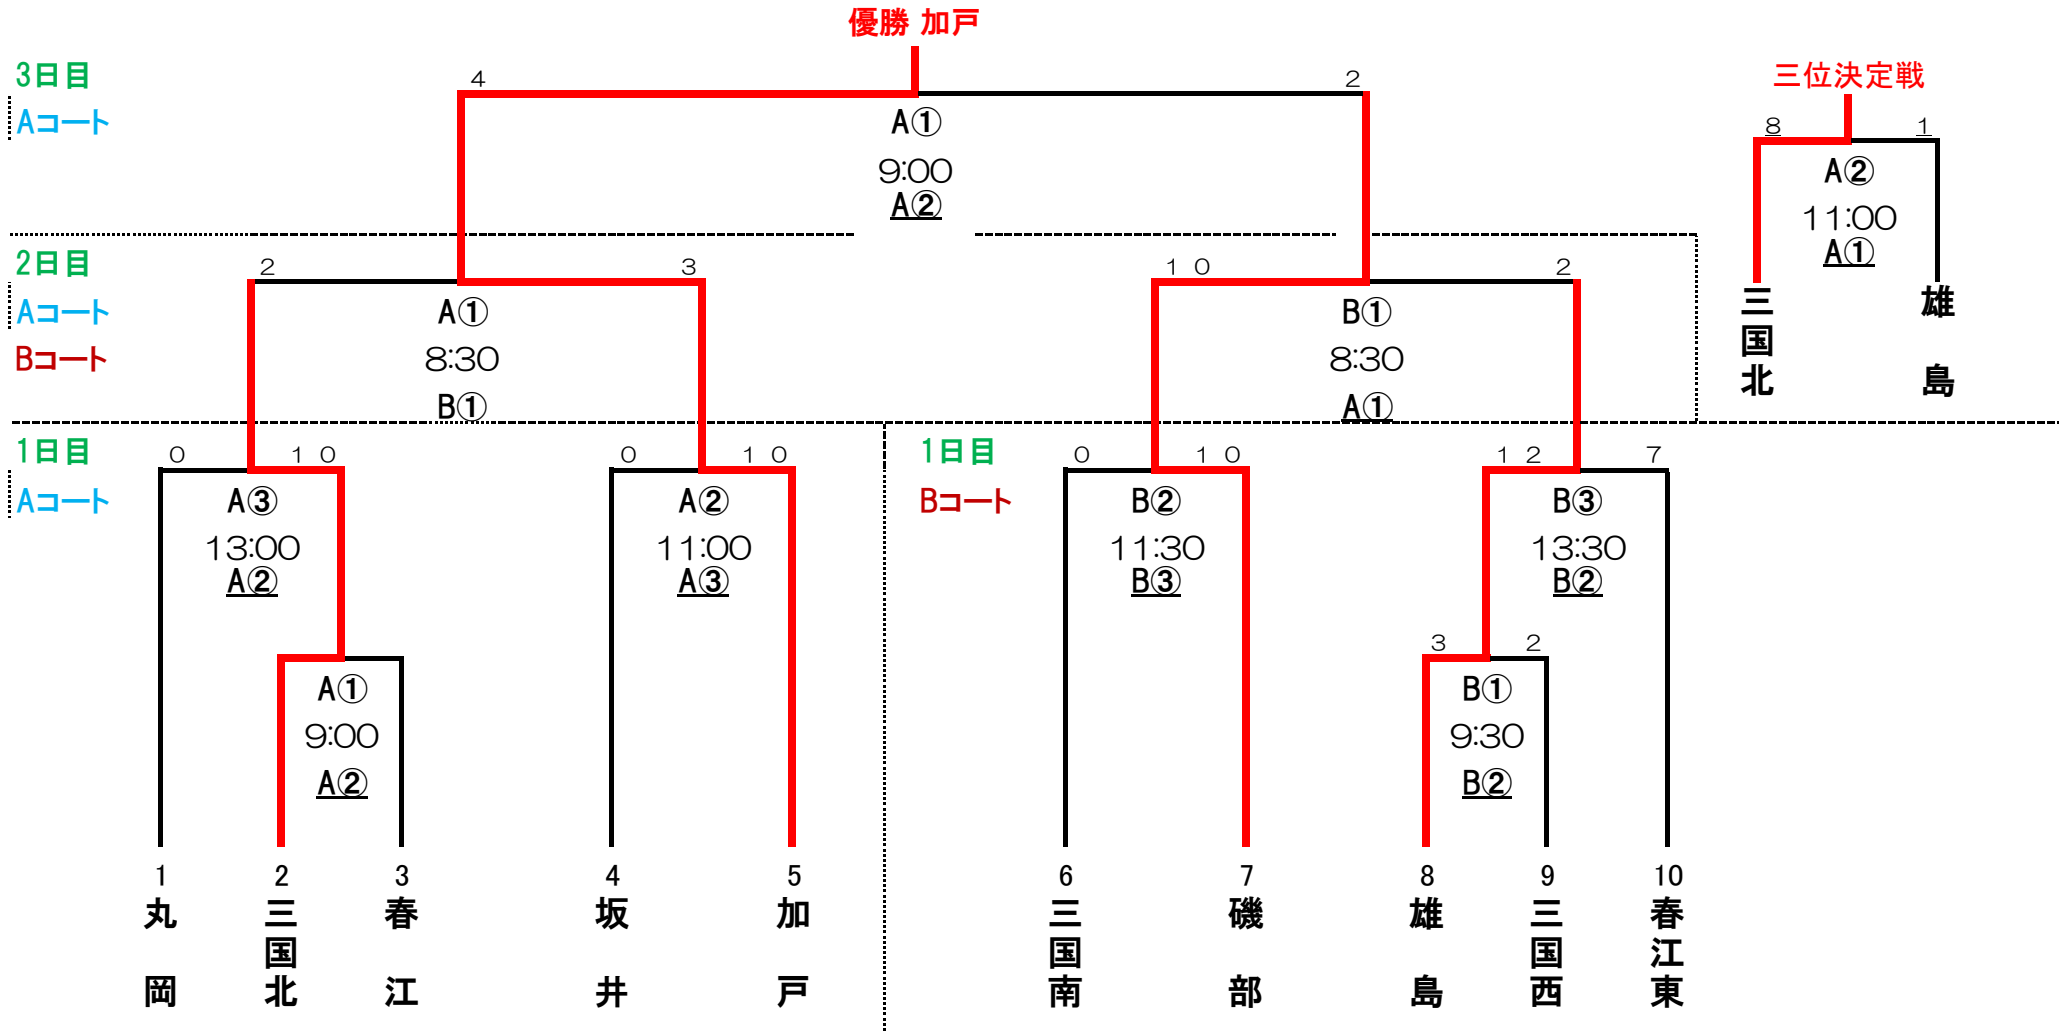 優勝 加戸
3日目
4
2
三位決定戦
Aコート
A①
8
1
9:00
A②
A②
11:00
A①
2日目
2
3
10
2
三国北
雄島
Aコート
A①
B①
Bコート
8:30
8:30
B①
A①
1日目
0
10
0
10
1日目
0
10
12
7
Aコート
A③
A②
Bコート
B②
B③
13:00
11:00
11:30
13:30
A②
A③
B③
B②
3
2
A①
B①
9:00
9:30
A②
B②
1
2
3
4
5
6
7
8
9
10
丸岡
三国北
春江
坂井
加戸
三国南
磯部
雄島
三国西
春江東